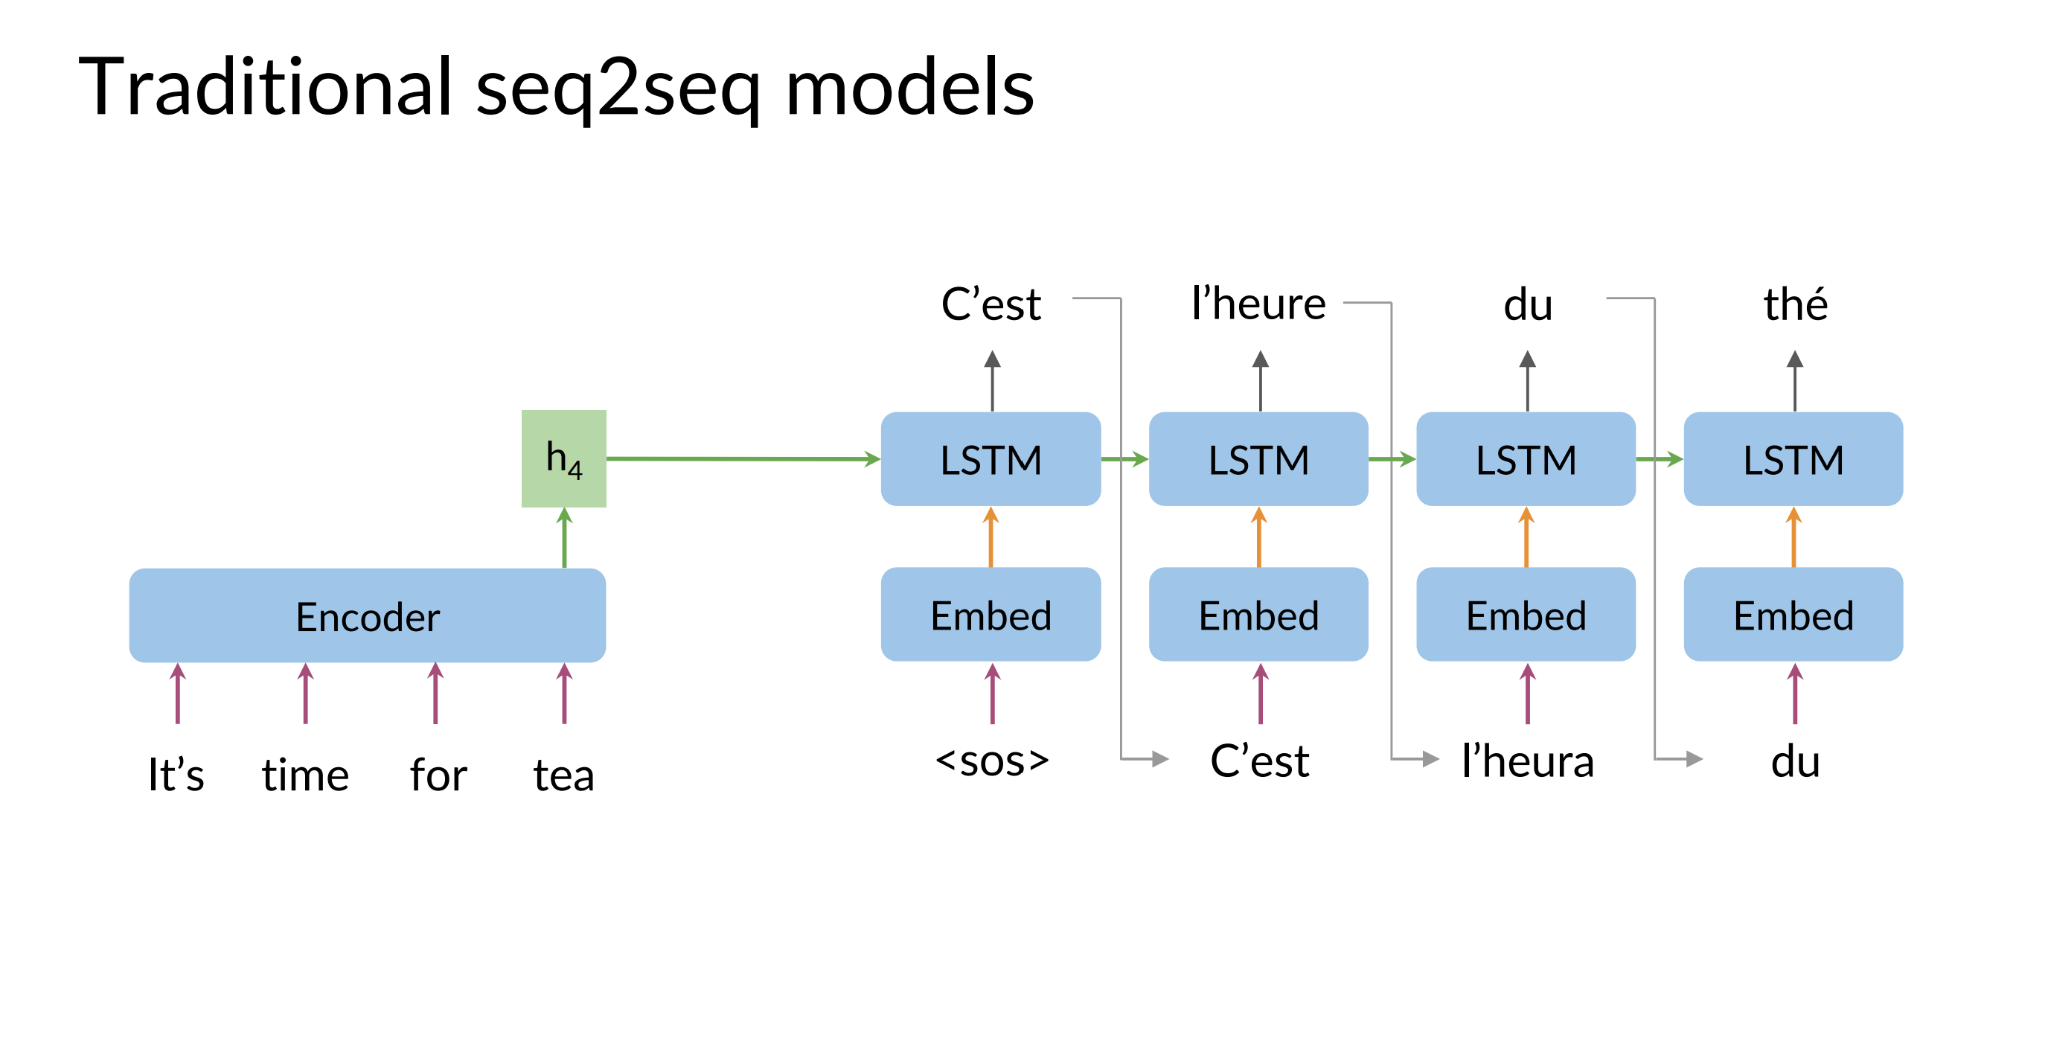 Traditional seq2seq models
C’est l’heure du thé
h4 LSTM LSTM LSTM LSTM
Encoder Embed Embed Embed Embed
It’s time for tea <sos> C’est l’heura du